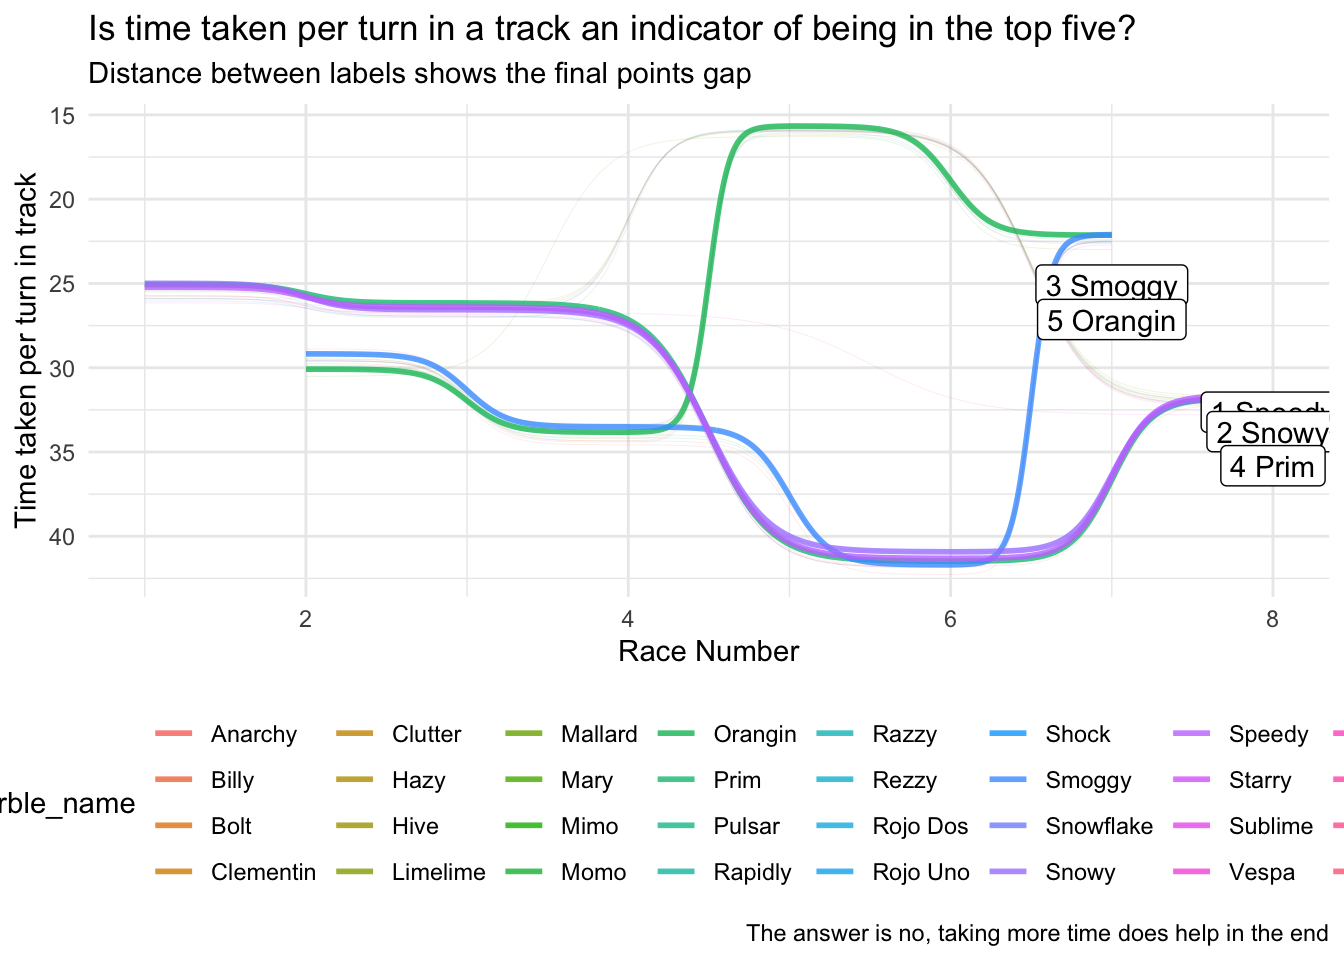 Is time taken per turn in a track an indicator of being in the top five?
Distance between labels shows the final points gap
Time taken per turn in track
15
20
25
30
35
40
3 Smoggy
5 Orangin
1 Speedy
2 Snowy
4 Prim
2
4
6
8
Race Number
rble_name
Anarchy Clutter Mallard Orangin Razzy Shock Speedy
Billy Hazy Mary Prim Rezzy Smoggy Starry
Bolt Hive Mimo Pulsar Rojo Dos Snowflake Sublime
Clementin Limelime Momo Rapidly Rojo Uno Snowy Vespa
The answer is no, taking more time does help in the end